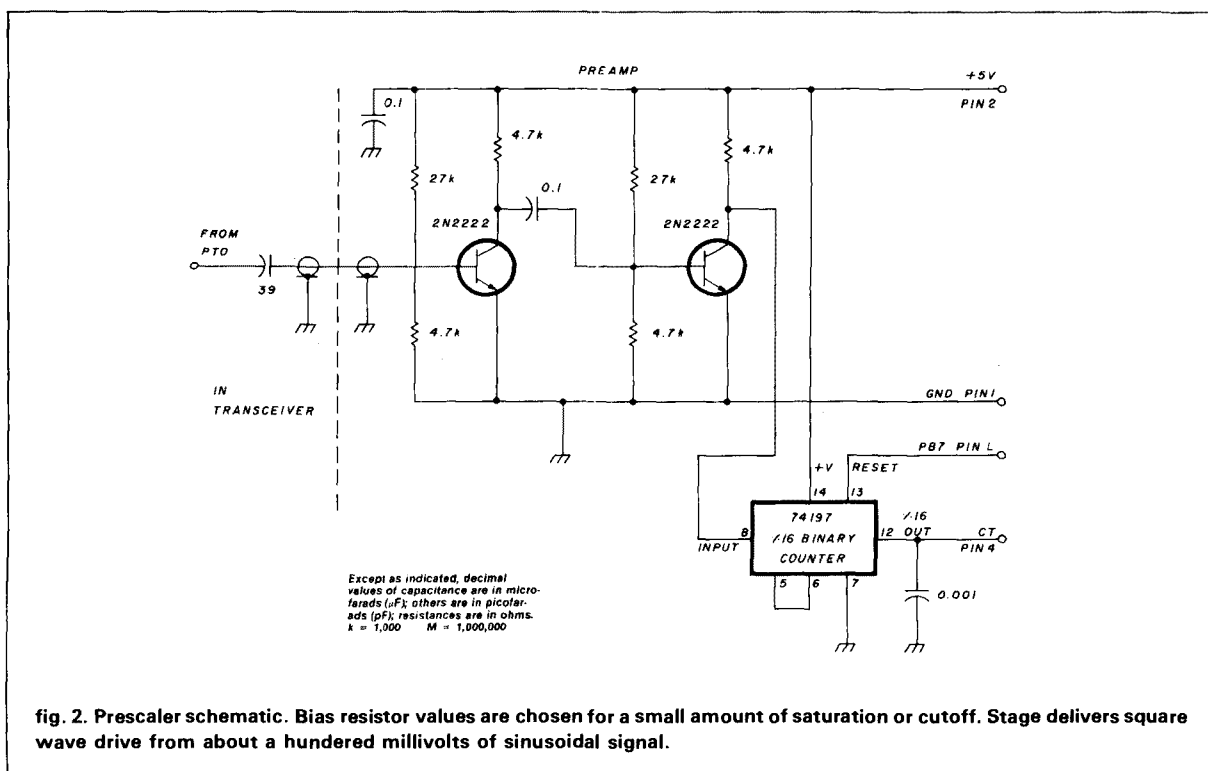 PREAMP
+5V
PIN 2
0.1
4.7k
4.7k
27k
0.1
27k
2N2222
2N2222
FROM
PTO
39
4.7k
4.7k
IN
TRANSCEIVER
GND PIN 1
PB7 PIN L
+V RESET
14 13
74197
÷16 BINARY
COUNTER
8
INPUT
12
÷16
OUT
CT
PIN 4
5 6 7
0.001
Except as indicated, decimal
values of capacitance are in micro-
farads (μF); others are in picofar-
ads (pF); resistances are in ohms.
k = 1,000 M = 1,000,000
fig. 2. Prescaler schematic. Bias resistor values are chosen for a small amount of saturation or cutoff. Stage delivers square
wave drive from about a hundered millivolts of sinusoidal signal.